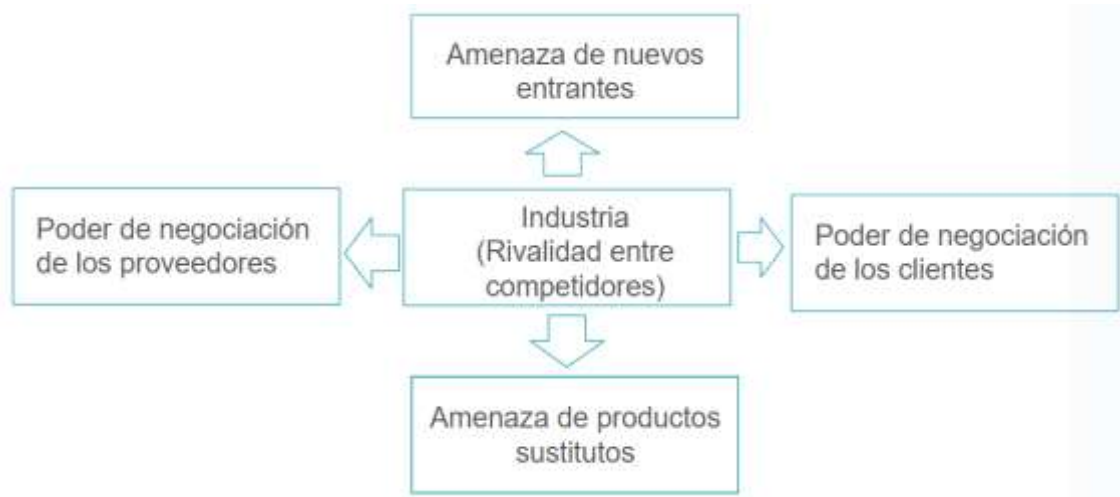 Amenaza de nuevos
entrantes
Poder de negociación
de los proveedores
Industria
(Rivalidad entre
competidores)
Poder de negociación
de los clientes
Amenaza de productos
sustitutos